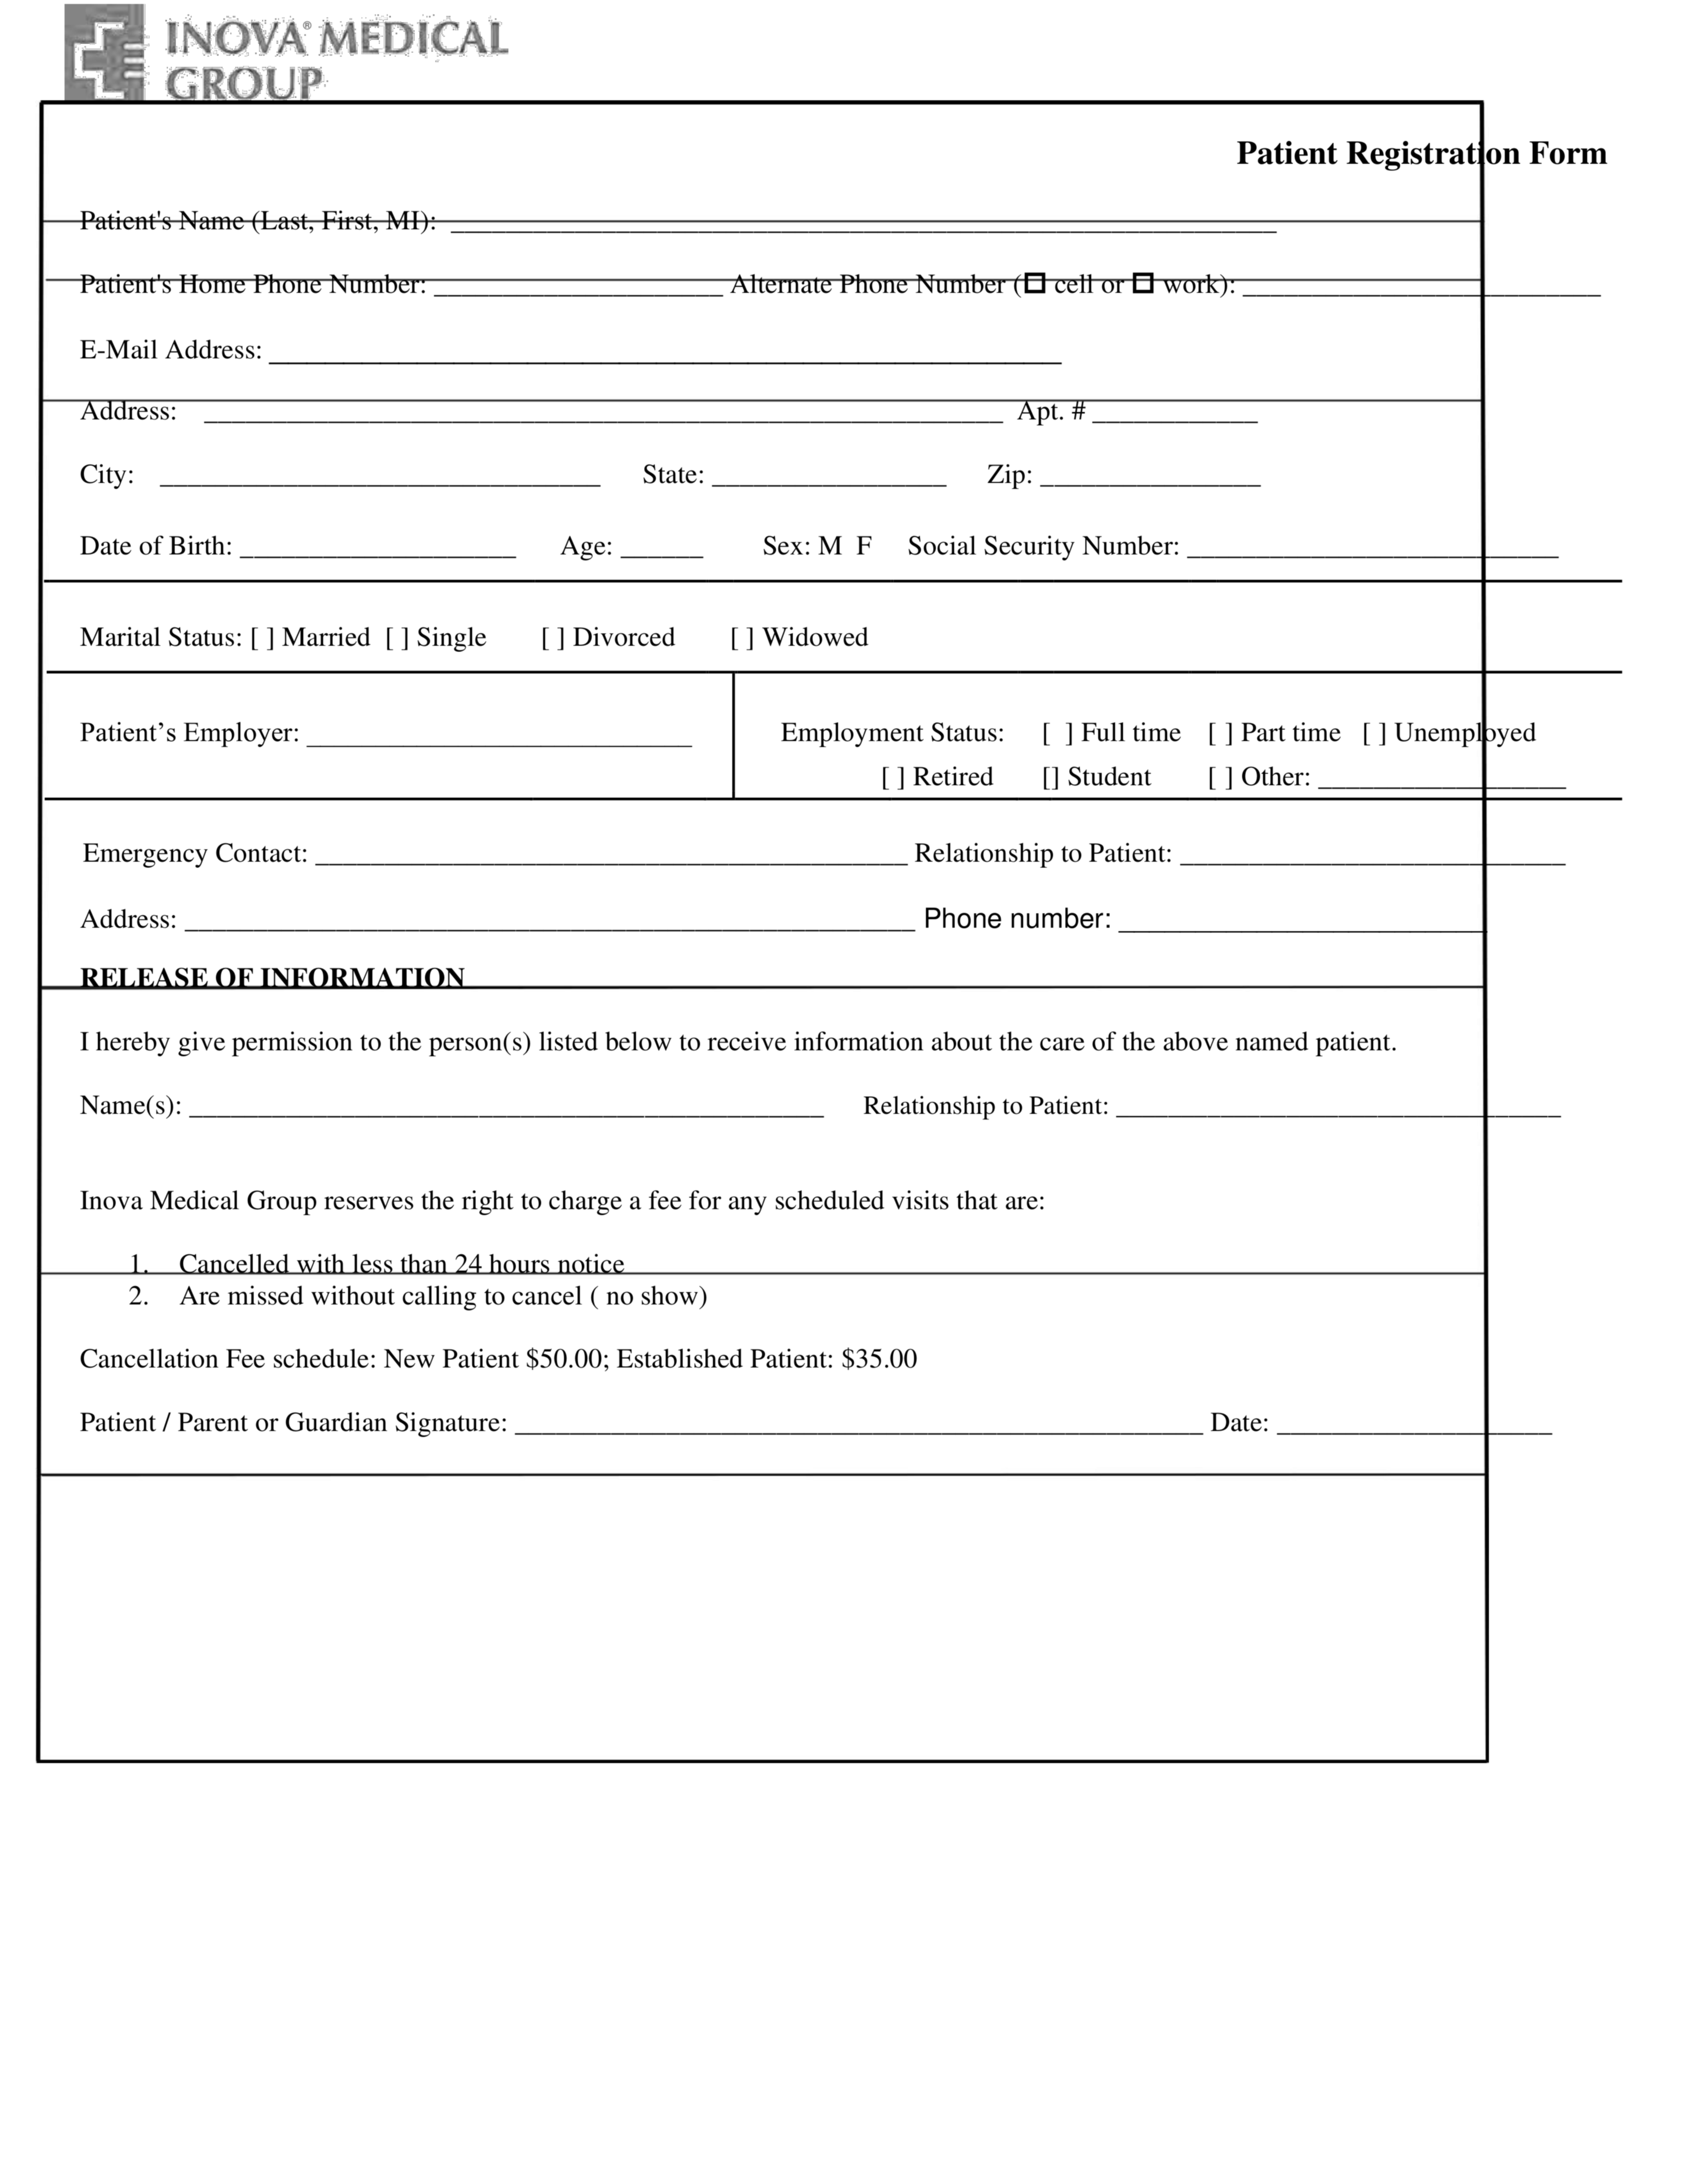 INOVA® MEDICAL
GROUP
Patient Registration Form
Patient's Name (Last, First, MI): ____________________________________________________________
Patient's Home Phone Number: _____________________ Alternate Phone Number (☐ cell or ☐ work): __________________________
E-Mail Address: ____________________________________________________________
Address: __________________________________________________________ Apt. # ____________
City: ________________________________ State: _________________ Zip: ________________
Date of Birth: ____________________ Age: ______ Sex: M F Social Security Number: ___________________________
Marital Status: [ ] Married [ ] Single [ ] Divorced [ ] Widowed
Patient’s Employer: ____________________________
Employment Status: [ ] Full time [ ] Part time [ ] Unemployed
[ ] Retired [] Student [ ] Other: __________________
Emergency Contact: ___________________________________________ Relationship to Patient: ____________________________
Address: _____________________________________________________ Phone number: ________________________
RELEASE OF INFORMATION
I hereby give permission to the person(s) listed below to receive information about the care of the above named patient.
Name(s): ______________________________________________ Relationship to Patient: __________________________________
Inova Medical Group reserves the right to charge a fee for any scheduled visits that are:
1. Cancelled with less than 24 hours notice
2. Are missed without calling to cancel ( no show)
Cancellation Fee schedule: New Patient $50.00; Established Patient: $35.00
Patient / Parent or Guardian Signature: __________________________________________________ Date: ____________________